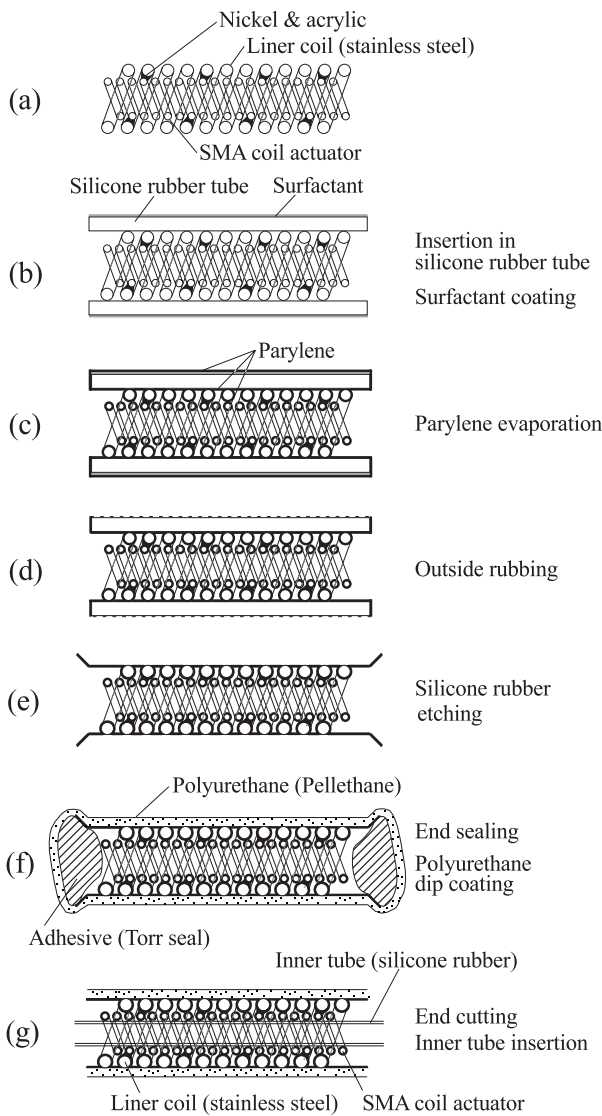 Nickel & acrylic
Liner coil (stainless steel)
(a)
SMA coil actuator
Silicone rubber tube
Surfactant
(b)
Insertion in
silicone rubber tube
Surfactant coating
Parylene
(c)
Parylene evaporation
(d)
Outside rubbing
(e)
Silicone rubber
etching
Polyurethane (Pellethane)
(f)
End sealing
Polyurethane
dip coating
Adhesive (Torr seal)
Inner tube (silicone rubber)
(g)
End cutting
Inner tube insertion
Liner coil (stainless steel)
SMA coil actuator